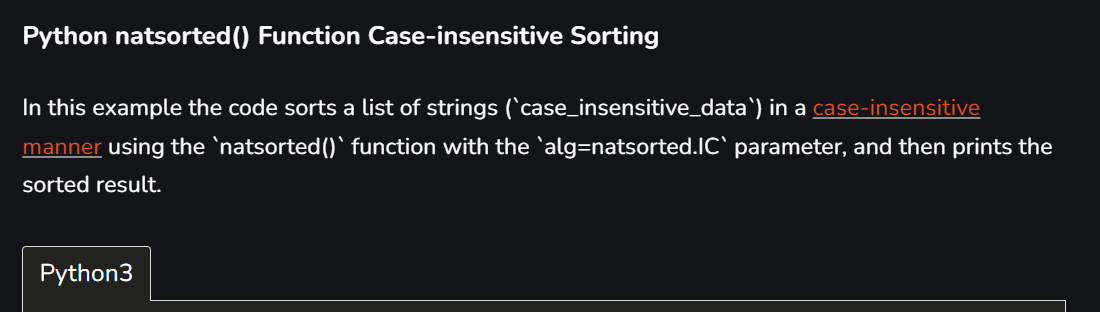 Python natsorted() Function Case-insensitive Sorting
In this example the code sorts a list of strings (`case_insensitive_data`) in a case-insensitive
manner using the `natsorted()` function with the `alg=natsorted.IC` parameter, and then prints the
sorted result.
Python3